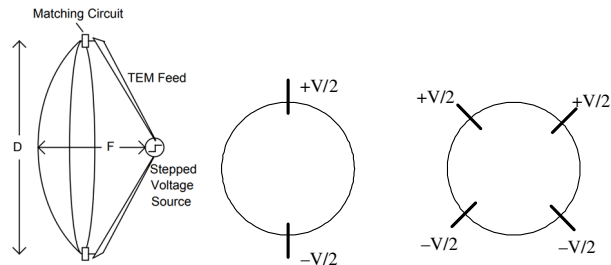 Matching Circuit
TEM Feed
D
F
Stepped
Voltage
Source
+V/2
−V/2
+V/2
+V/2
−V/2
−V/2